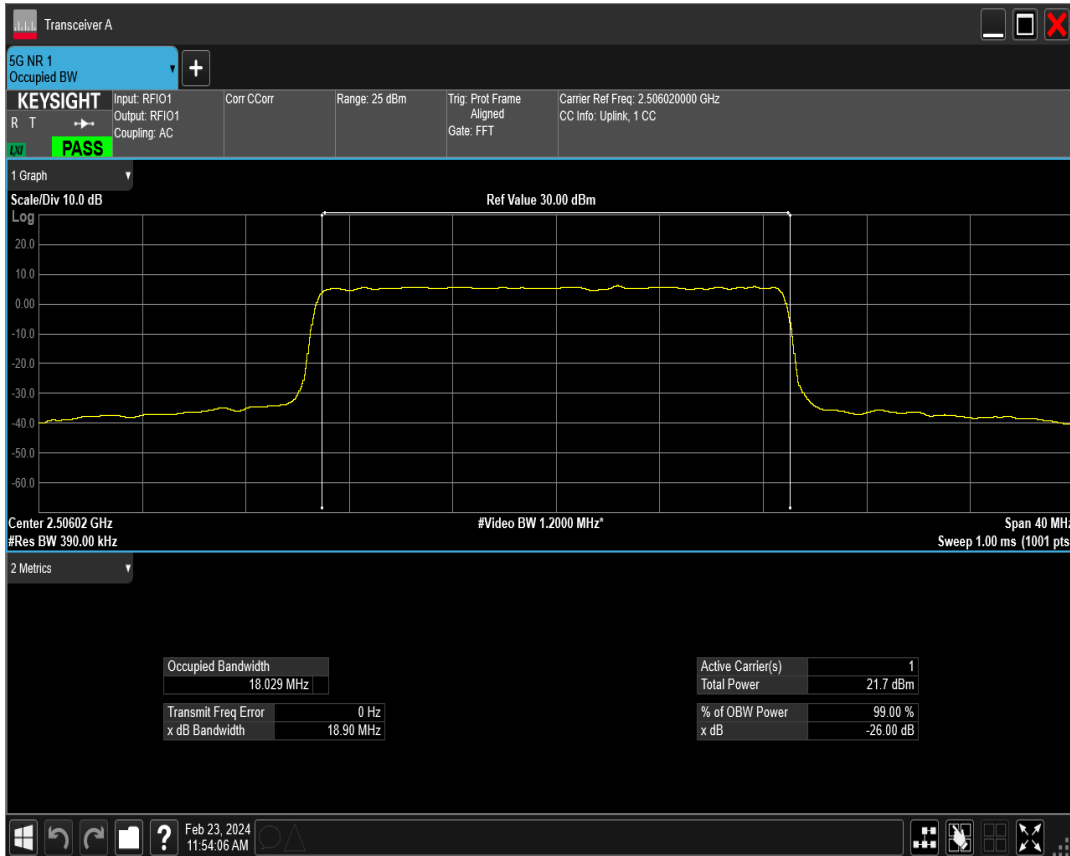 Transceiver A
5G NR 1
Occupied BW
+
KEYSIGHT
R T
LXI
PASS
Input: RFIO1
Output: RFIO1
Coupling: AC
Corr CCorr
Range: 25 dBm
Trig: Prot Frame
Aligned
Gate: FFT
Carrier Ref Freq: 2.506020000 GHz
CC Info: Uplink, 1 CC
1 Graph
Scale/Div 10.0 dB
Ref Value 30.00 dBm
Log
20.0
10.0
0.00
-10.0
-20.0
-30.0
-40.0
-50.0
-60.0
Center 2.50602 GHz
#Video BW 1.2000 MHz*
Span 40 MHz
#Res BW 390.00 kHz
Sweep 1.00 ms (1001 pts
2 Metrics
Occupied Bandwidth
18.029 MHz
Transmit Freq Error 0 Hz
x dB Bandwidth 18.90 MHz
Active Carrier(s) 1
Total Power 21.7 dBm
% of OBW Power 99.00 %
x dB -26.00 dB
?
Feb 23, 2024
11:54:06 AM